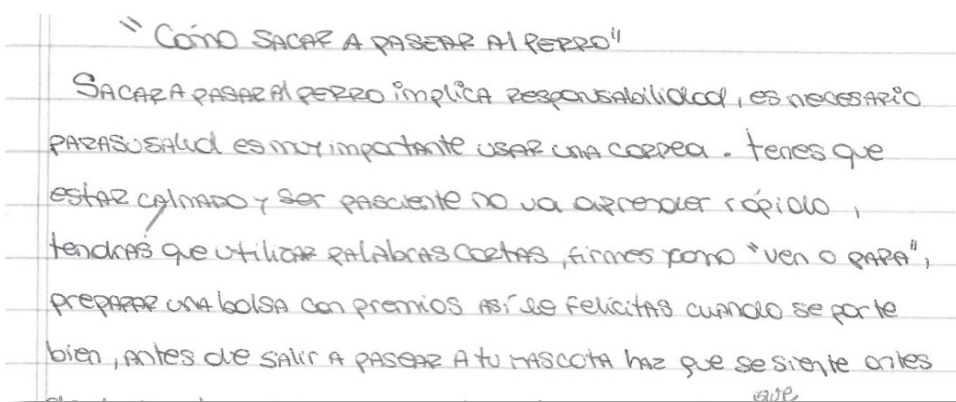 "Cómo SACAR A PASEAR Al PERRO"
SACAR A PASAR Al PERRO implica Responsabilidad, es necesario
PARA SU SAlud es muy importante USAR una correa. tenes que
estar calmado y ser pasciente no va aprender rápido,
tendrás que utilizar palabras cortas, firmes como "ven o para",
preparar una bolsa con premios así le felicitas cuando se porte
bien, antes de salir a pasear a tu mascota haz que se siente antes
que